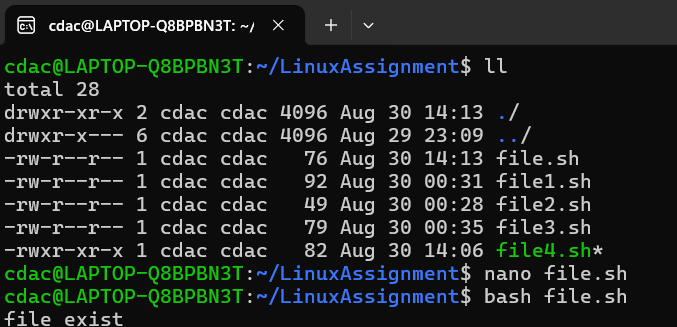 cdac@LAPTOP-Q8BPBN3T: ~/
cdac@LAPTOP-Q8BPBN3T:~/LinuxAssignment$ ll
total 28
drwxr-xr-x 2 cdac cdac 4096 Aug 30 14:13 ./
drwxr-x--- 6 cdac cdac 4096 Aug 29 23:09 ../
-rw-r--r-- 1 cdac cdac   76 Aug 30 14:13 file.sh
-rw-r--r-- 1 cdac cdac   92 Aug 30 00:31 file1.sh
-rw-r--r-- 1 cdac cdac   49 Aug 30 00:28 file2.sh
-rw-r--r-- 1 cdac cdac   79 Aug 30 00:35 file3.sh
-rwxr-xr-x 1 cdac cdac   82 Aug 30 14:06 file4.sh*
cdac@LAPTOP-Q8BPBN3T:~/LinuxAssignment$ nano file.sh
cdac@LAPTOP-Q8BPBN3T:~/LinuxAssignment$ bash file.sh
file exist